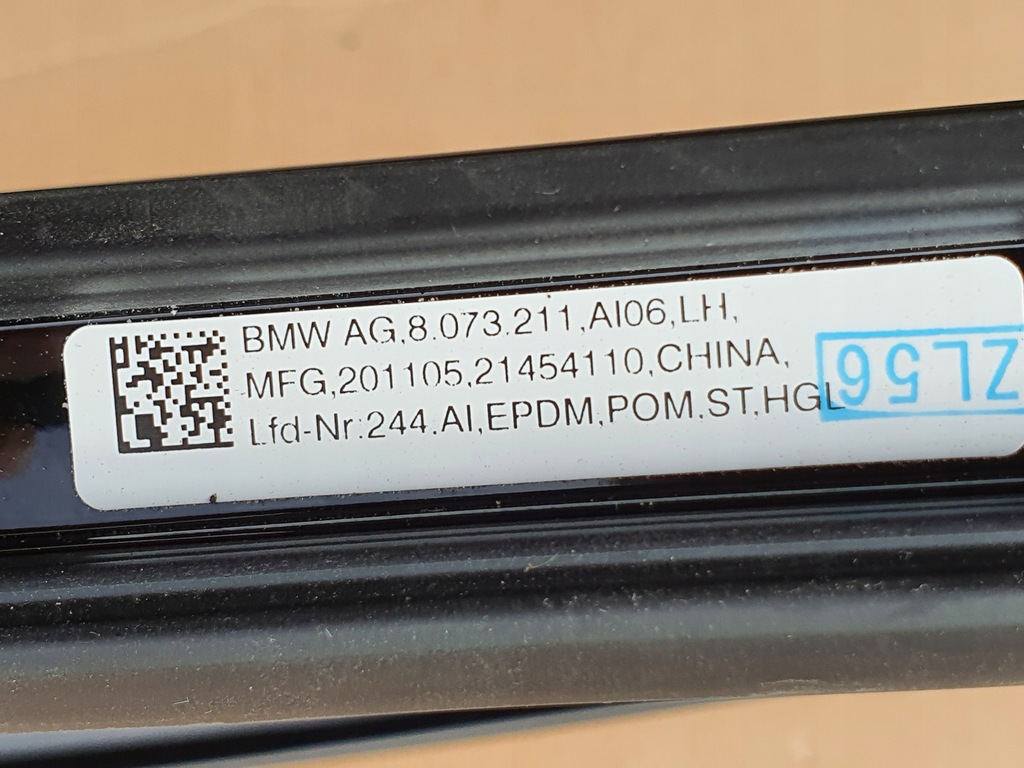 BMW AG,8.073.211,AI06,LH,
MFG,201105,21454110,CHINA,
Lfd-Nr:244.AI,EPDM,POM,ST,HGL
ZL56